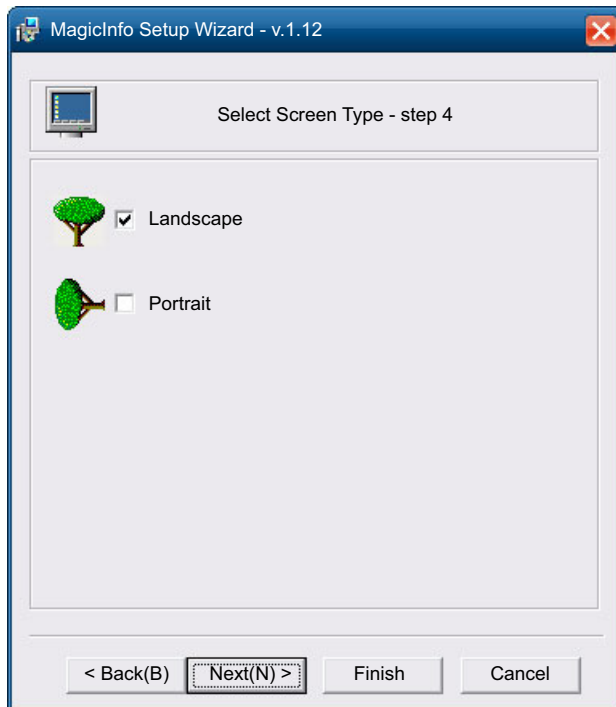 MagicInfo Setup Wizard - v.1.12
Select Screen Type - step 4
Landscape
Portrait
< Back(B) Next(N) > Finish Cancel